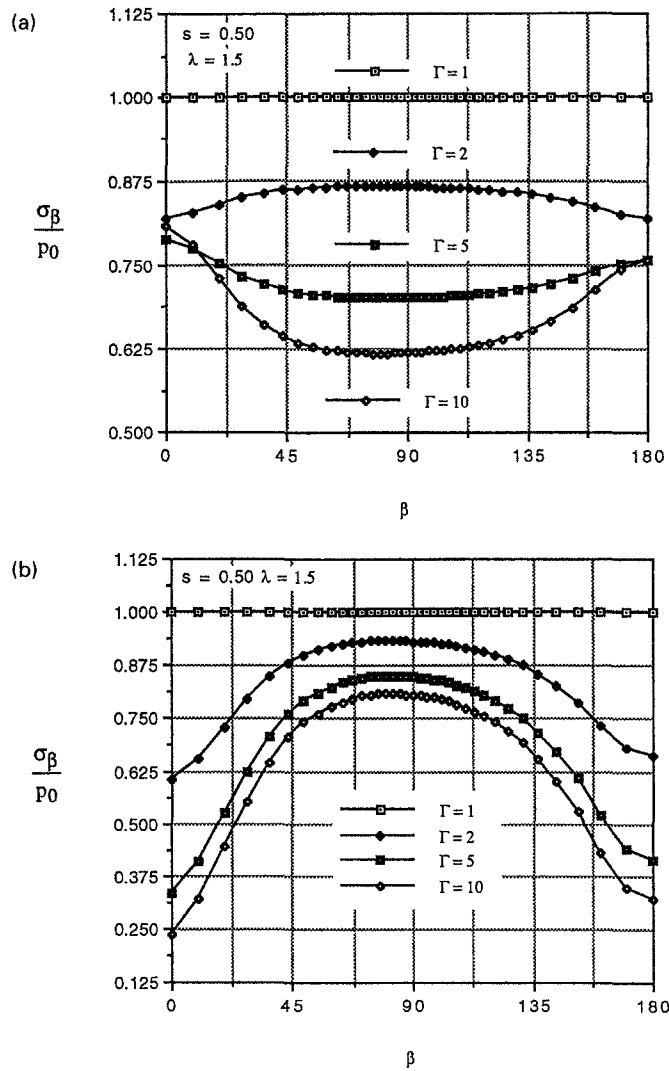 (a)
1.125
s = 0.50
λ = 1.5
Γ = 1
1.000
Γ = 2
0.875
σβ
p0
Γ = 5
0.750
0.625
Γ = 10
0.500
0 45 90 135 180
β
(b)
1.125
s = 0.50 λ = 1.5
1.000
0.875
0.750
σβ
p0
0.625
Γ = 1
Γ = 2
0.500
Γ = 5
Γ = 10
0.375
0.250
0.125
0 45 90 135 180
β